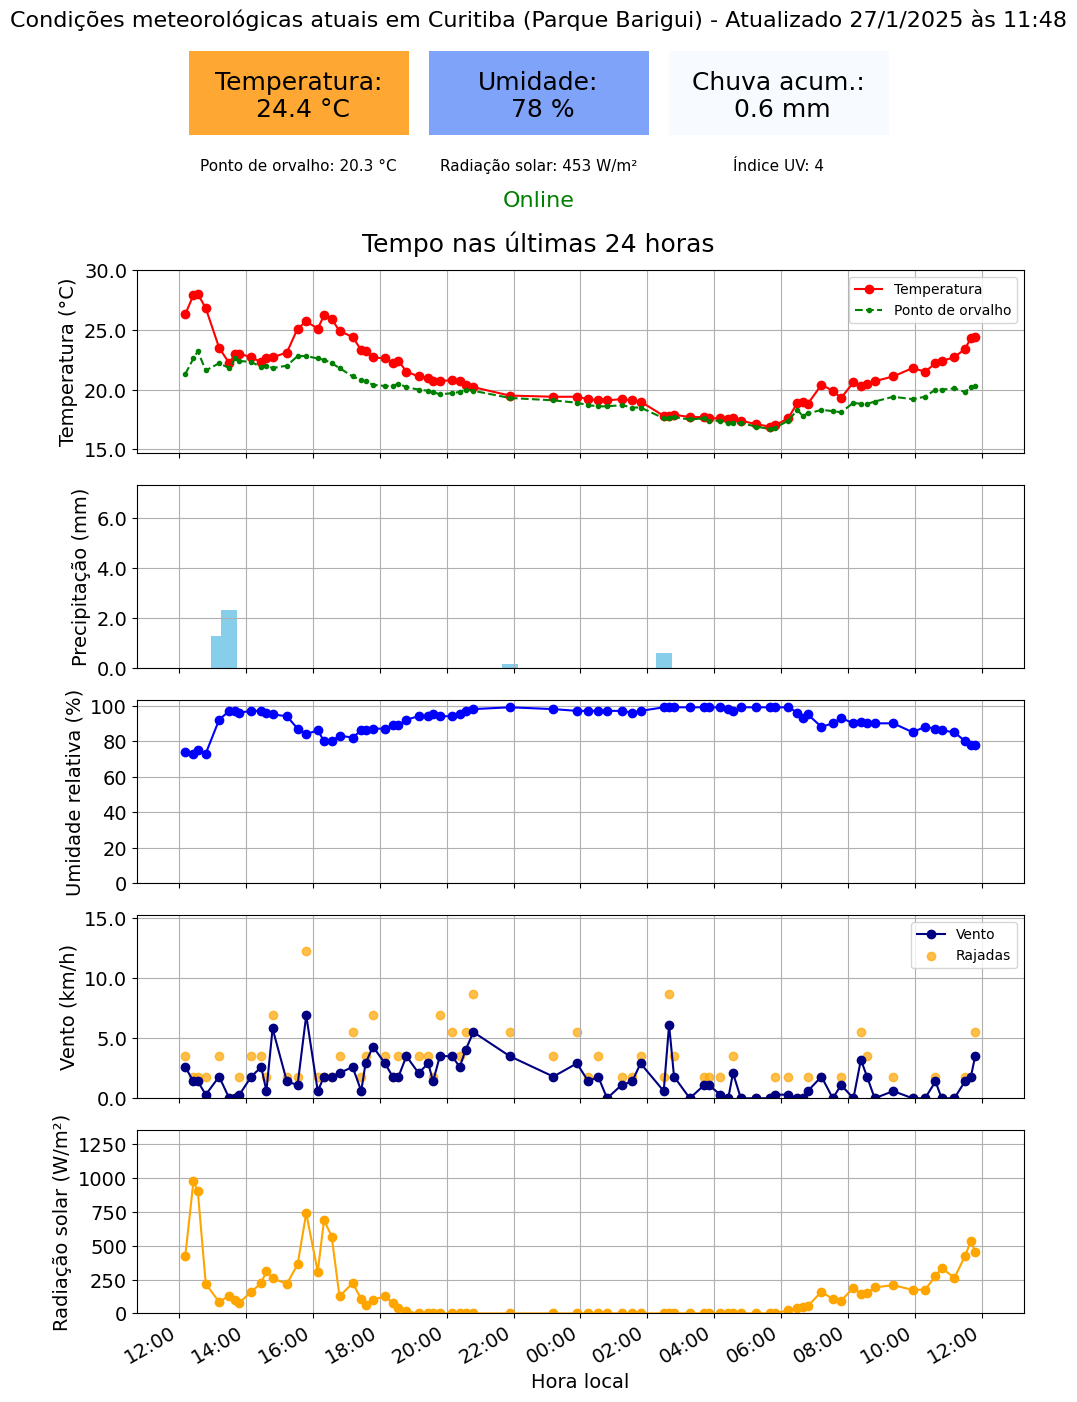 Condições meteorológicas atuais em Curitiba (Parque Barigui) - Atualizado 27/1/2025 às 11:48
Temperatura:
24.4 °C
Umidade:
78 %
Chuva acum.:
0.6 mm
Ponto de orvalho: 20.3 °C
Radiação solar: 453 W/m²
Índice UV: 4
Online
Tempo nas últimas 24 horas
Temperatura (°C)
30.0
25.0
20.0
15.0
Temperatura
Ponto de orvalho
Precipitação (mm)
6.0
4.0
2.0
0.0
Umidade relativa (%)
100
80
60
40
20
0
Vento (km/h)
15.0
10.0
5.0
0.0
Vento
Rajadas
Radiação solar (W/m²)
1250
1000
750
500
250
0
12:00
14:00
16:00
18:00
20:00
22:00
00:00
02:00
04:00
06:00
08:00
10:00
12:00
Hora local